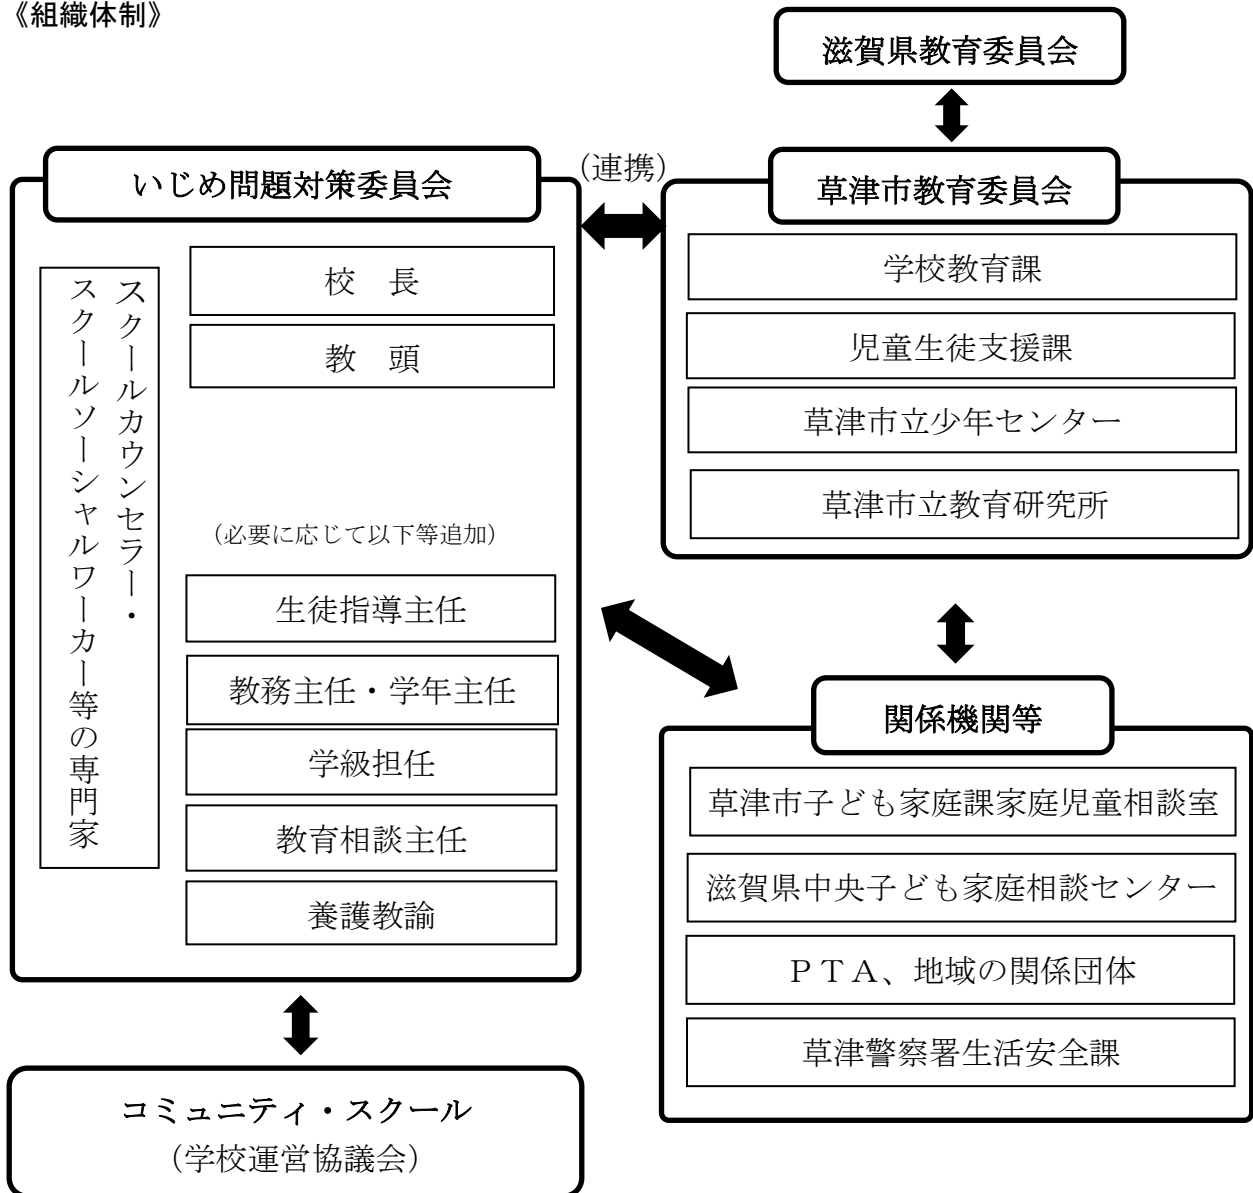 《組織体制》
滋賀県教育委員会
いじめ問題対策委員会
(連携)
草津市教育委員会
スクールカウンセラー・
スクールソーシャルワーカー等の専門家
校　長
教　頭
(必要に応じて以下等追加)
生徒指導主任
教務主任・学年主任
学級担任
教育相談主任
養護教諭
学校教育課
児童生徒支援課
草津市立少年センター
草津市立教育研究所
関係機関等
草津市子ども家庭課家庭児童相談室
滋賀県中央子ども家庭相談センター
ＰＴＡ、地域の関係団体
草津警察署生活安全課
コミュニティ・スクール
(学校運営協議会)